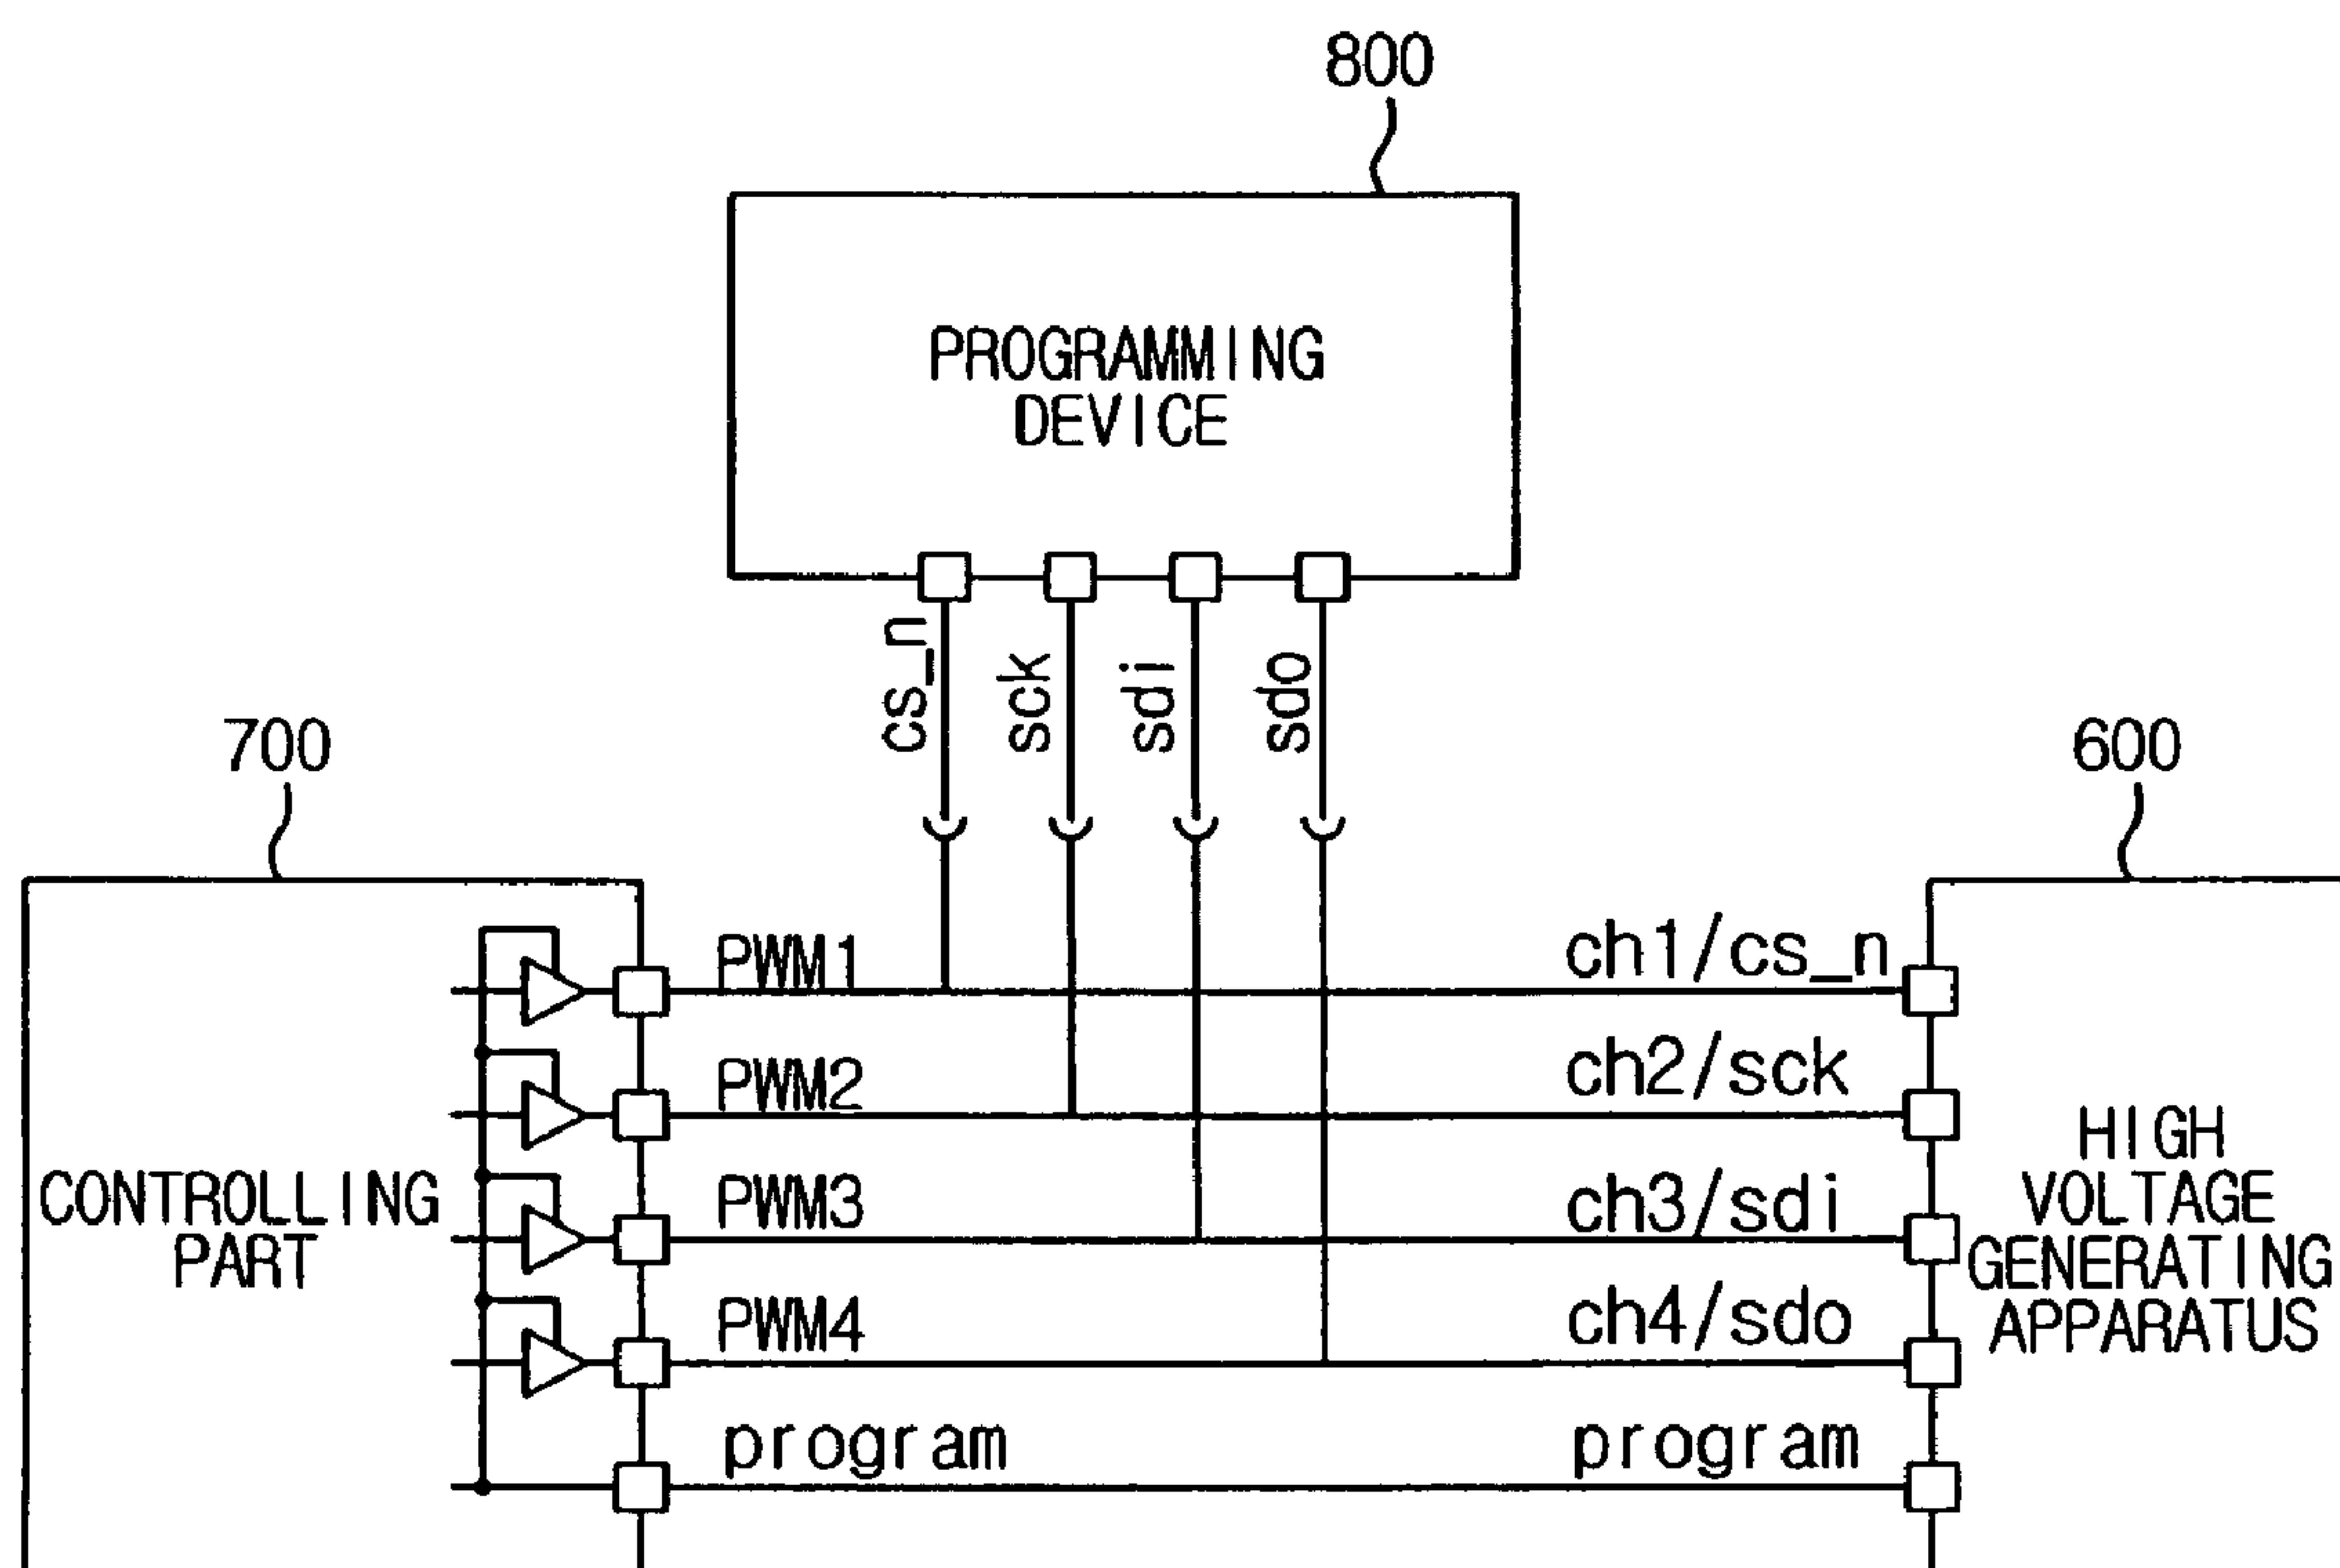 800
PROGRAMMING
DEVICE
cs_n
sck
sdi
sdo
700
600
PWM1
ch1/cs_n
PWM2
ch2/sck
CONTROLLING
PART
PWM3
ch3/sdi
HIGH
VOLTAGE
GENERATING
APPARATUS
PWM4
ch4/sdo
program
program